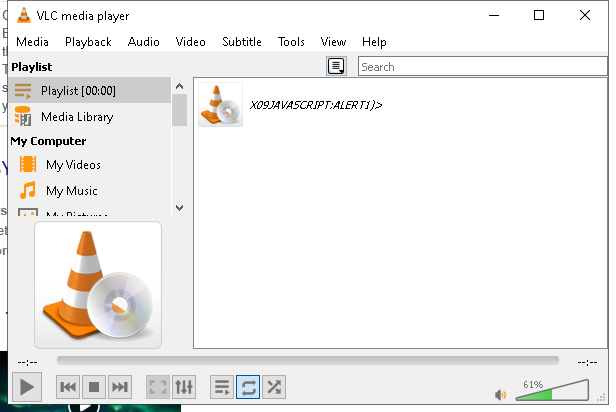 VLC media player
Media Playback Audio Video Subtitle Tools View Help
Playlist
Search
Playlist [00:00]
Media Library
My Computer
My Videos
My Music
My Pictures
X09JAVASCRIPT:ALERT1)>
--:--
--:--
61%